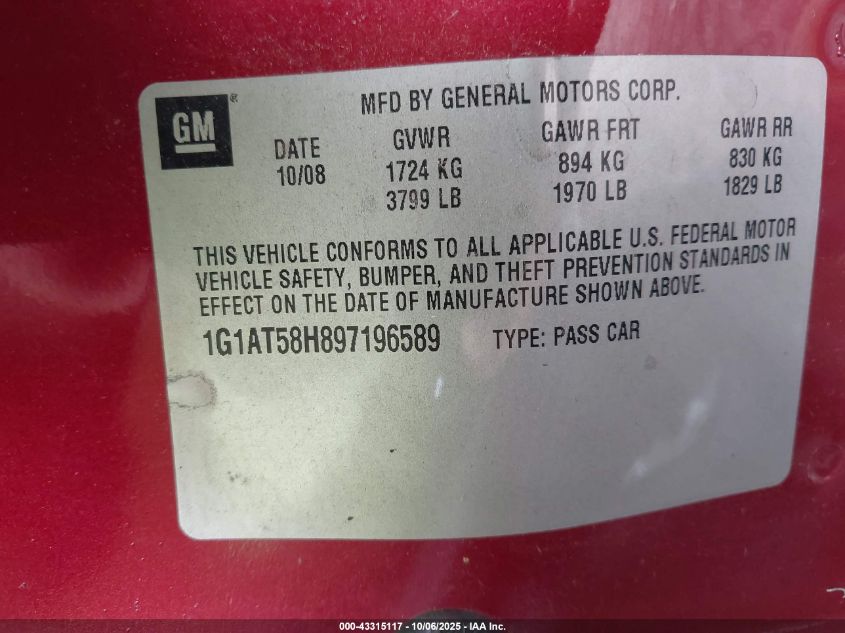 GM ®
MFD BY GENERAL MOTORS CORP.
DATE GVWR GAWR FRT GAWR RR
10/08 1724 KG 894 KG 830 KG
3799 LB 1970 LB 1829 LB
THIS VEHICLE CONFORMS TO ALL APPLICABLE U.S. FEDERAL MOTOR
VEHICLE SAFETY, BUMPER, AND THEFT PREVENTION STANDARDS IN
EFFECT ON THE DATE OF MANUFACTURE SHOWN ABOVE.
1G1AT58H897196589 TYPE: PASS CAR
000-43315117 - 10/06/2025 - IAA Inc.